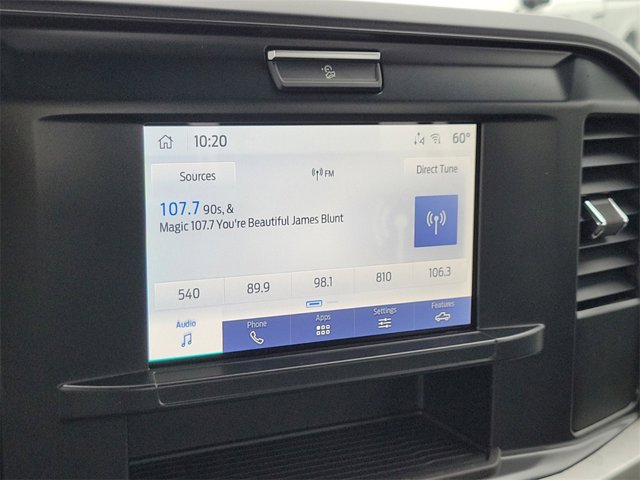 10:20
60°
Sources
FM
Direct Tune
107.7 90s, &
Magic 107.7 You're Beautiful James Blunt
540
89.9
98.1
810
106.3
Audio
Phone
Apps
Settings
Features